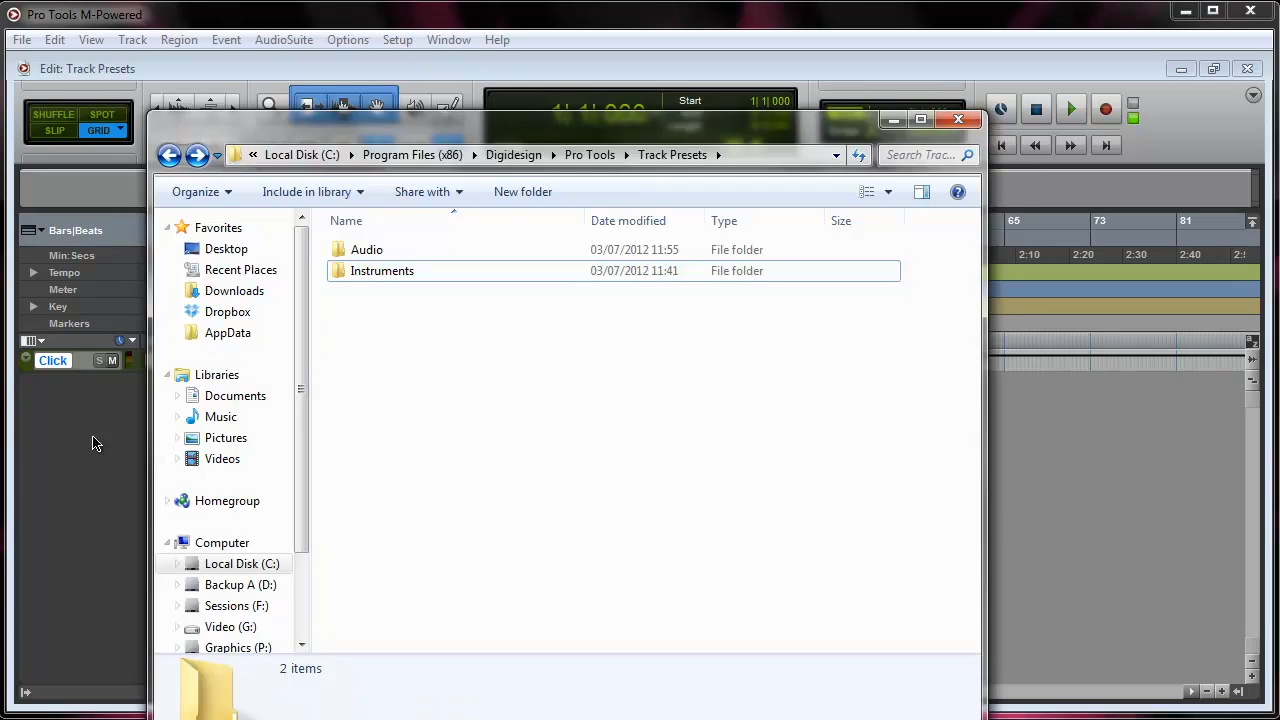 Pro Tools M-Powered
File Edit View Track Region Event AudioSuite Options Setup Window Help
Edit: Track Presets
SHUFFLE SPOT
SLIP GRID
1| 1| 000
Start 1| 1| 000
Local Disk (C:) Program Files (x86) Digidesign Pro Tools Track Presets
Search Trac...
Organize Include in library Share with New folder
Name Date modified Type Size
Audio 03/07/2012 11:55 File folder
Instruments 03/07/2012 11:41 File folder
Favorites
Desktop
Recent Places
Downloads
Dropbox
AppData
Libraries
Documents
Music
Pictures
Videos
Homegroup
Computer
Local Disk (C:)
Backup A (D:)
Sessions (F:)
Video (G:)
Graphics (P:)
2 items
Bars|Beats
Min:Secs
Tempo
Meter
Key
Markers
Click S M
65 73 81
2:10 2:20 2:30 2:40